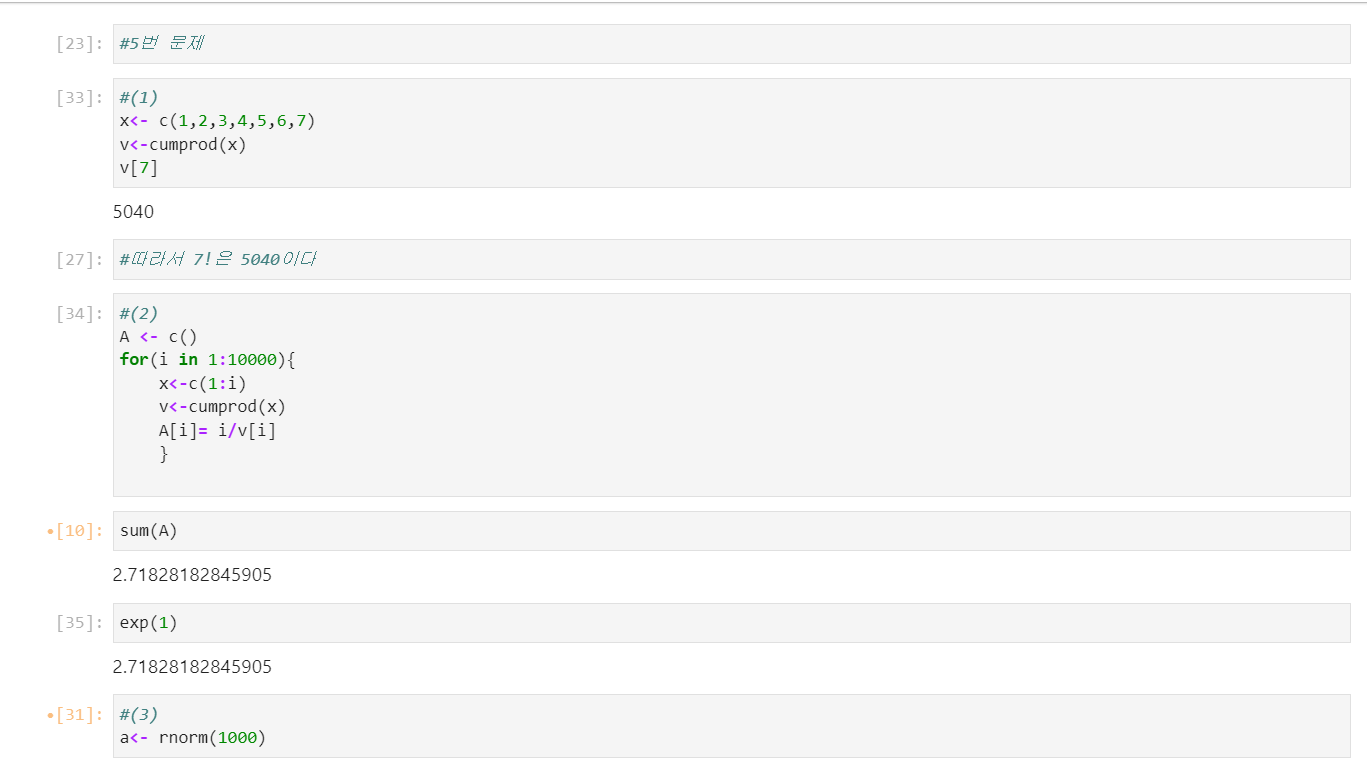 [23]: #5번 문제
[33]: #(1)
x<- c(1,2,3,4,5,6,7)
v<-cumprod(x)
v[7]
5040
[27]: #따라서 7!은 5040이다
[34]: #(2)
A <- c()
for(i in 1:10000){
    x<-c(1:i)
    v<-cumprod(x)
    A[i]= i/v[i]
    }
•[10]: sum(A)
2.71828182845905
[35]: exp(1)
2.71828182845905
•[31]: #(3)
a<- rnorm(1000)